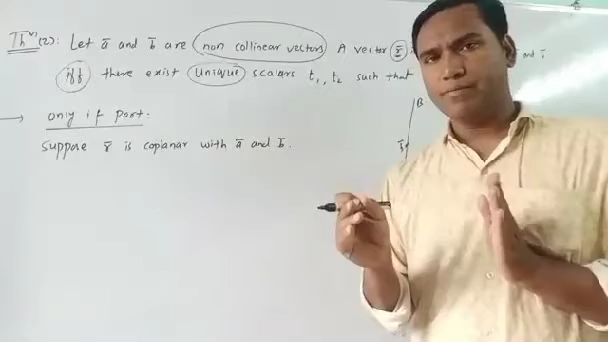 Thm (2): Let ā and b̄ are non collinear vectors A vector r̄
iff there exist unique scalars t1, t2 such that
→ only if part:
suppose r̄ is coplanar with ā and b̄.
B
b̄